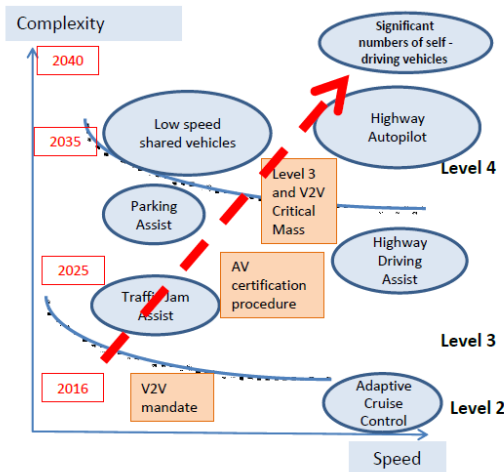 Complexity
2040
Significant
numbers of self -
driving vehicles
2035
Low speed
shared vehicles
Highway
Autopilot
Level 4
Level 3
and V2V
Critical
Mass
Parking
Assist
Highway
Driving
Assist
2025
AV
certification
procedure
Traffic Jam
Assist
Level 3
2016
V2V
mandate
Adaptive
Cruise
Control
Level 2
Speed